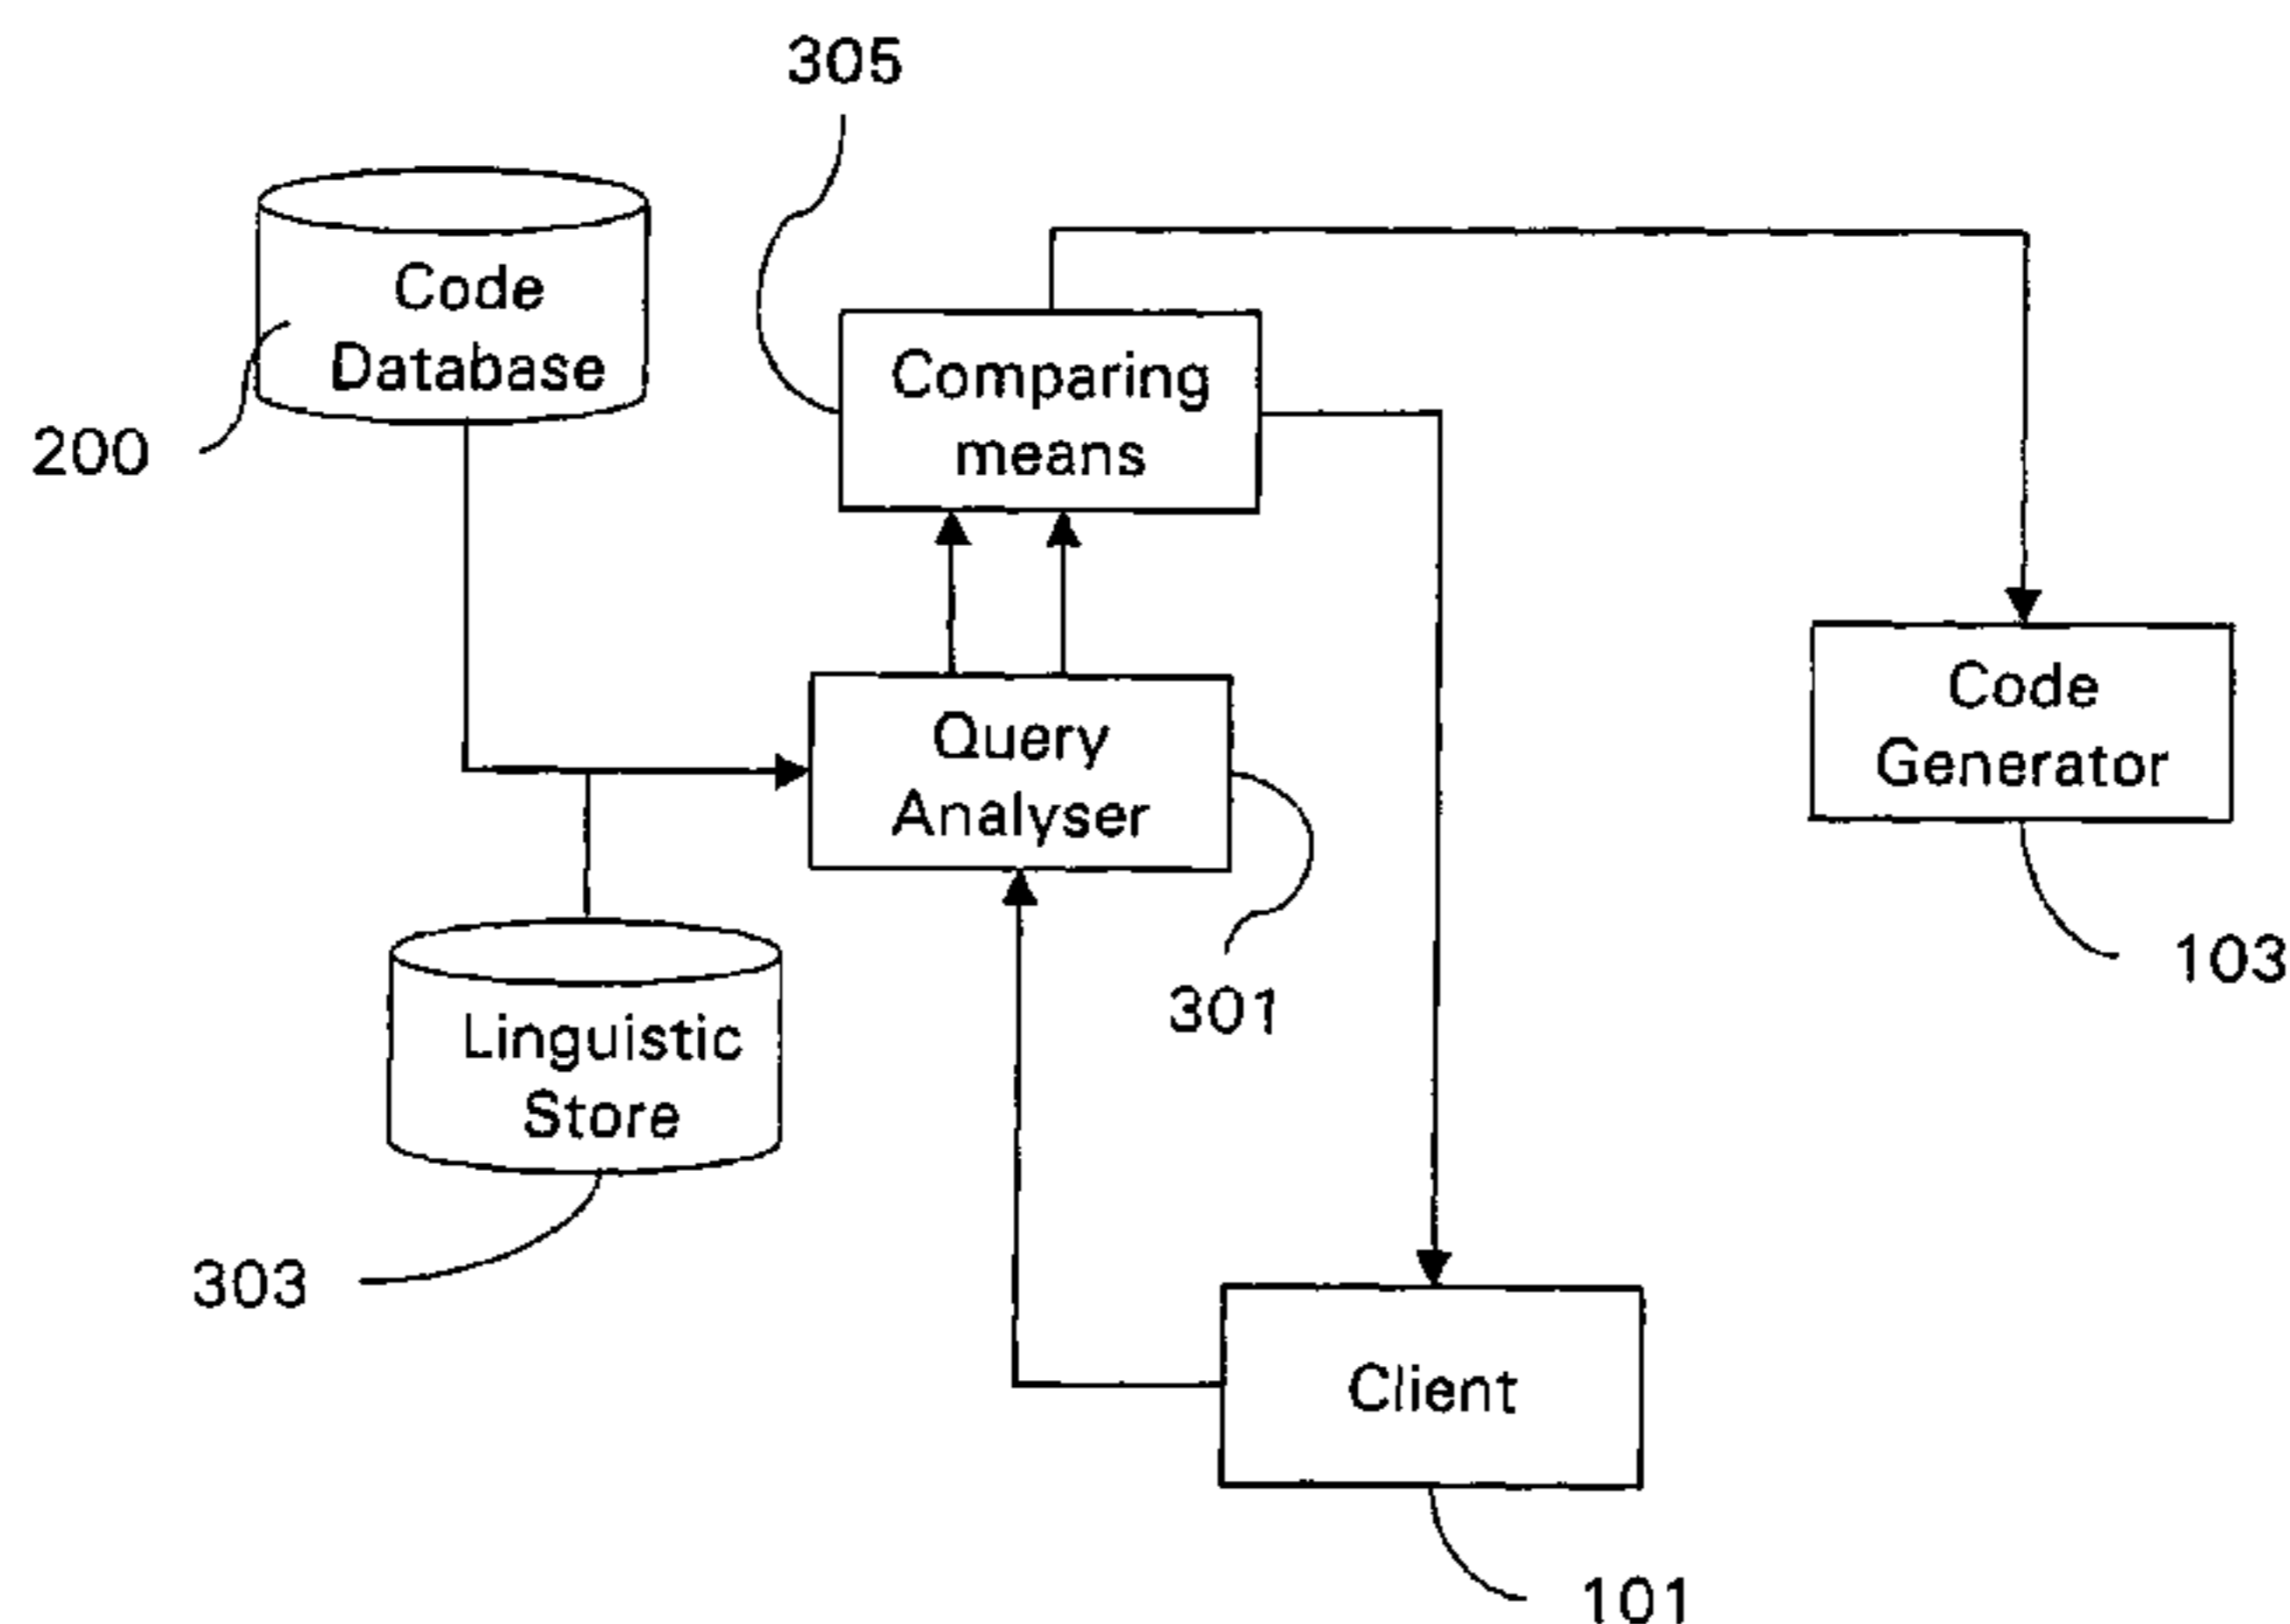 305
Code
Database
200
Comparing
means
Code
Generator
103
Query
Analyser
301
Linguistic
Store
303
Client
101